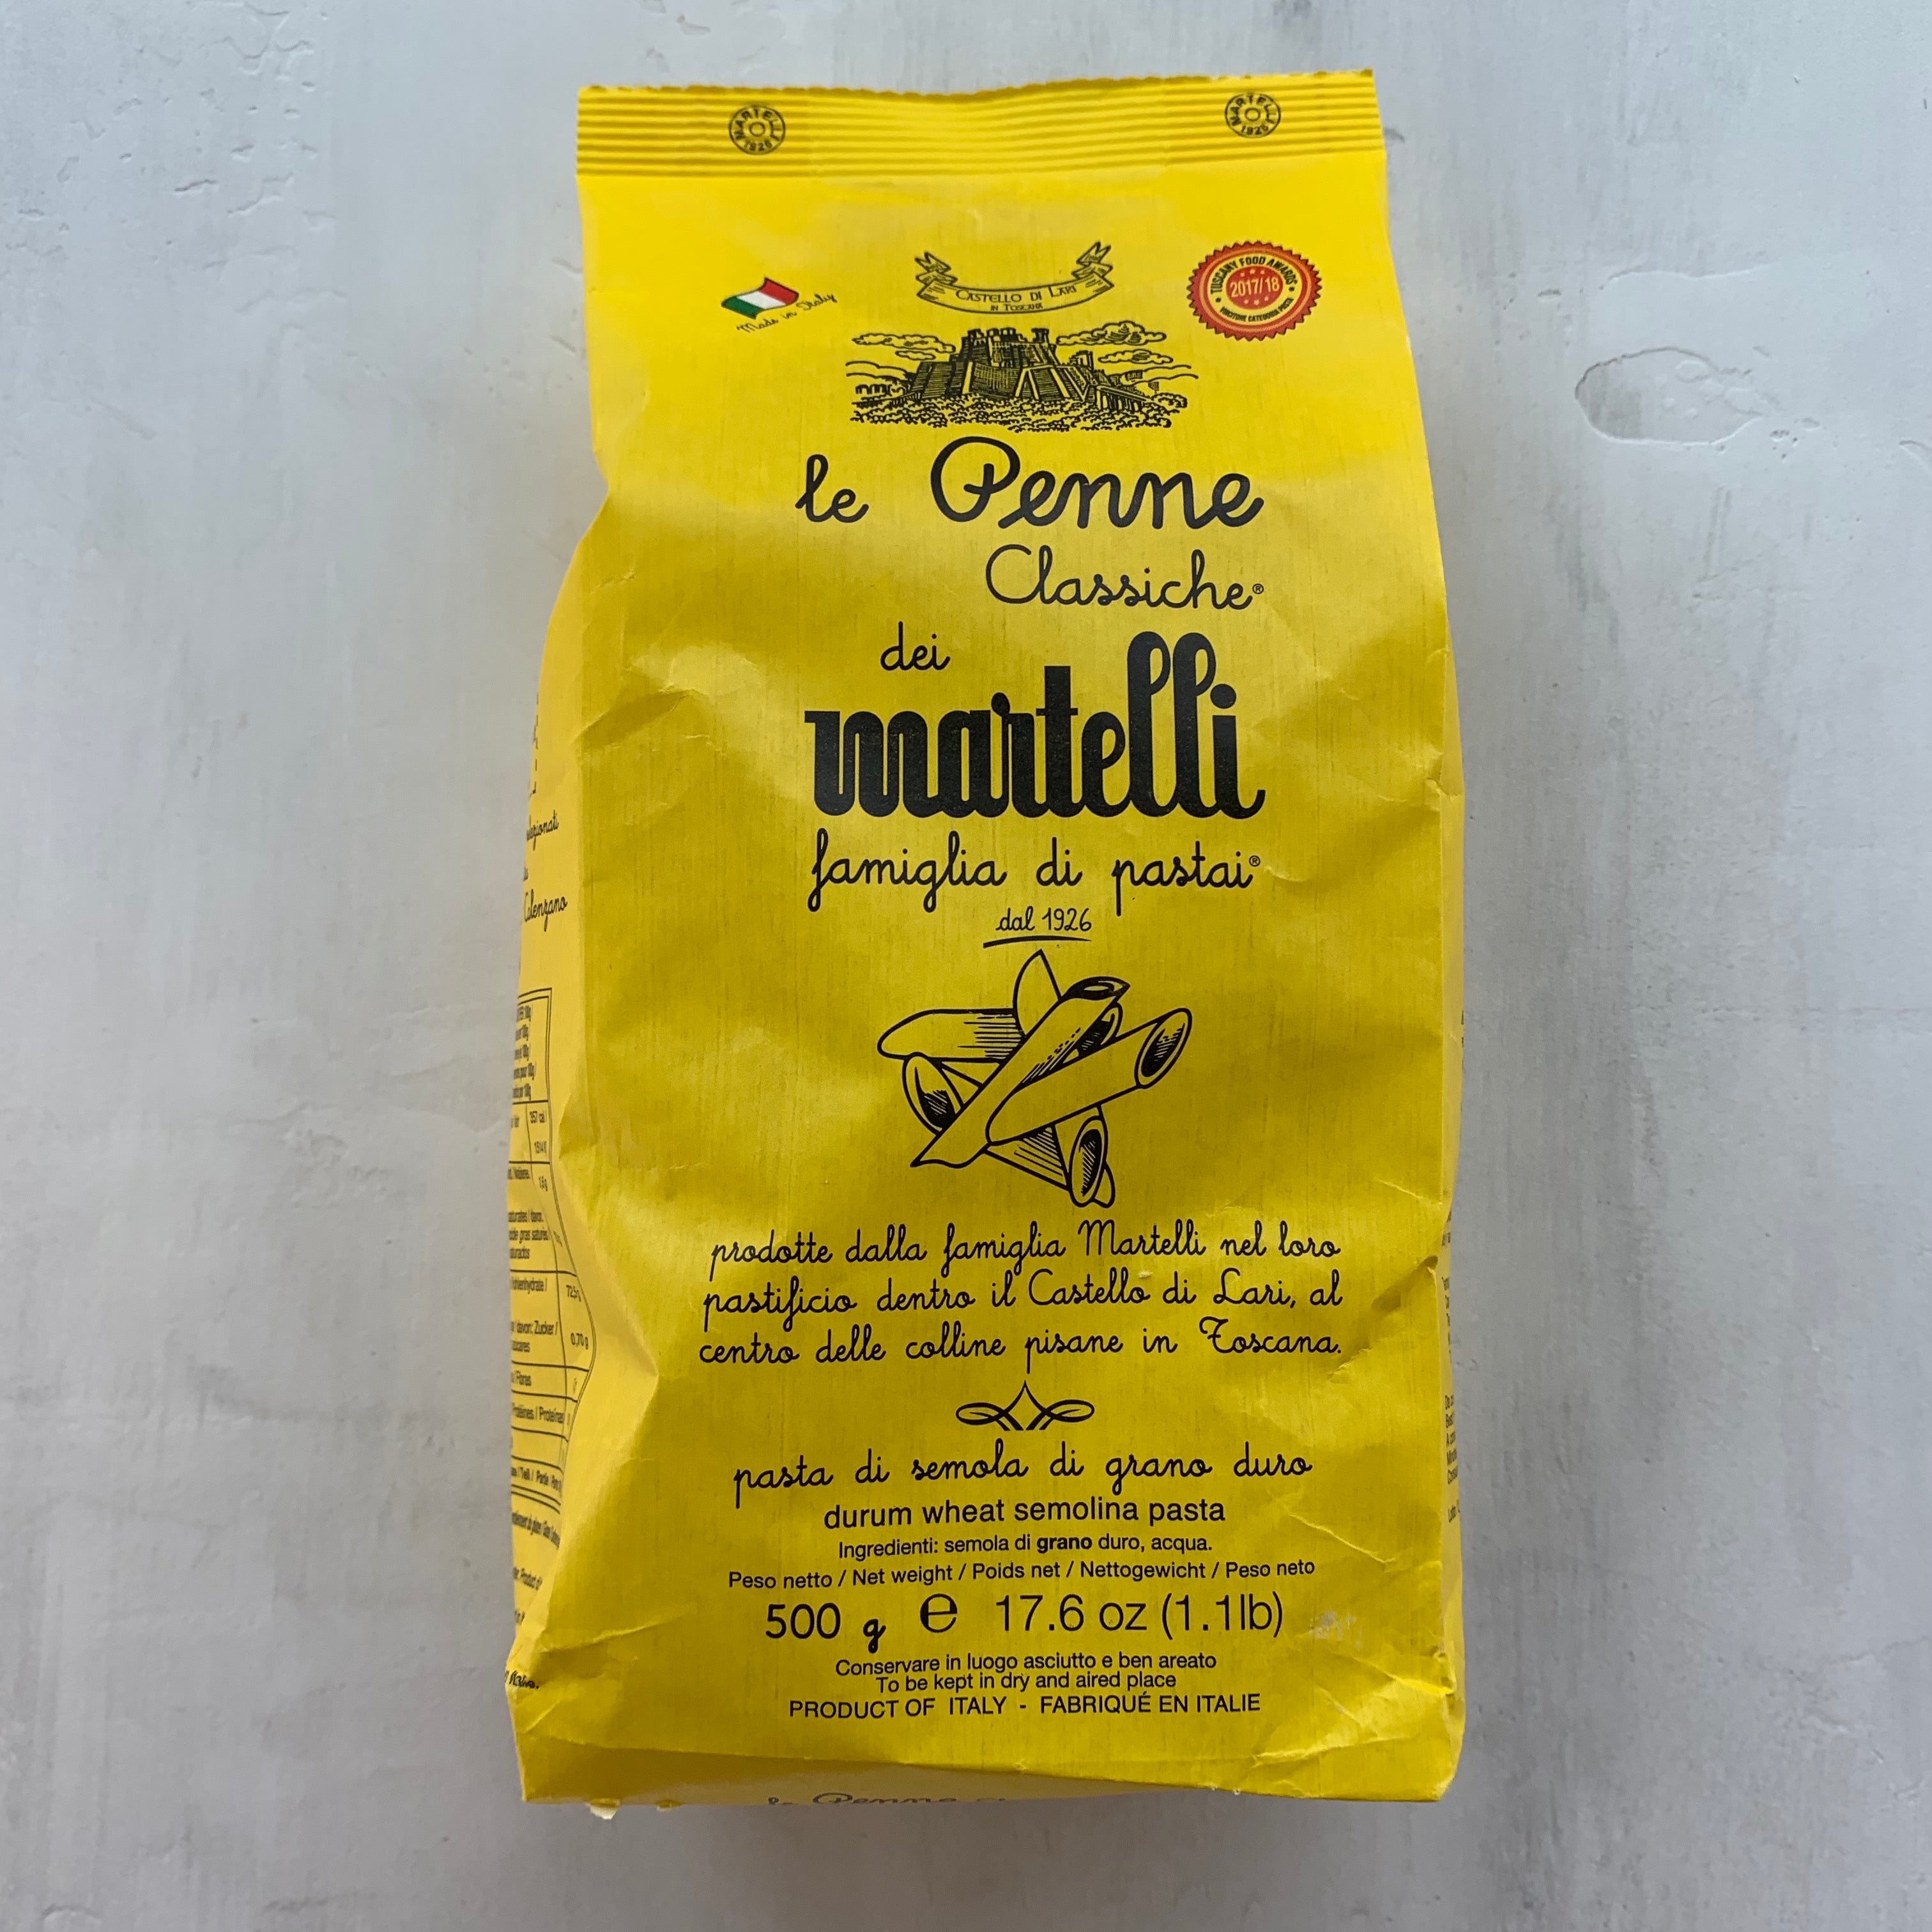 MARTELLI 1926
MARTELLI 1926
CASTELLO DI LARI
IN TOSCANA
Made in Italy
TUSCANY FOOD AWARDS
2017/18
VINCITORE CATEGORIA PASTA
le Penne
Classiche®
dei
martelli
famiglia di pastai®
dal 1926
prodotte dalla famiglia Martelli nel loro
pastificio dentro il Castello di Lari, al
centro delle colline pisane in Toscana.
pasta di semola di grano duro
durum wheat semolina pasta
Ingredienti: semola di grano duro, acqua.
Peso netto / Net weight / Poids net / Nettogewicht / Peso neto
500 g e 17.6 oz (1.1lb)
Conservare in luogo asciutto e ben areato
To be kept in dry and aired place
PRODUCT OF ITALY - FABRIQUÉ EN ITALIE
Penne